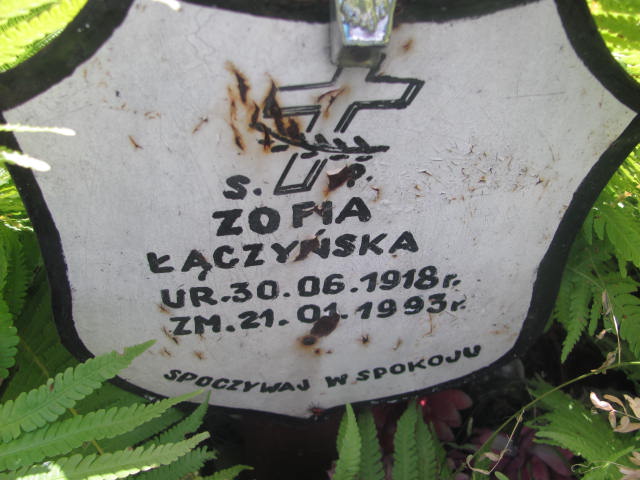 S. P.
ZOFIA
ŁĄCZYŃSKA
UR. 30. 06. 1918 r.
ZM. 21. 01. 1993 r.
SPOCZYWAJ W SPOKOJU